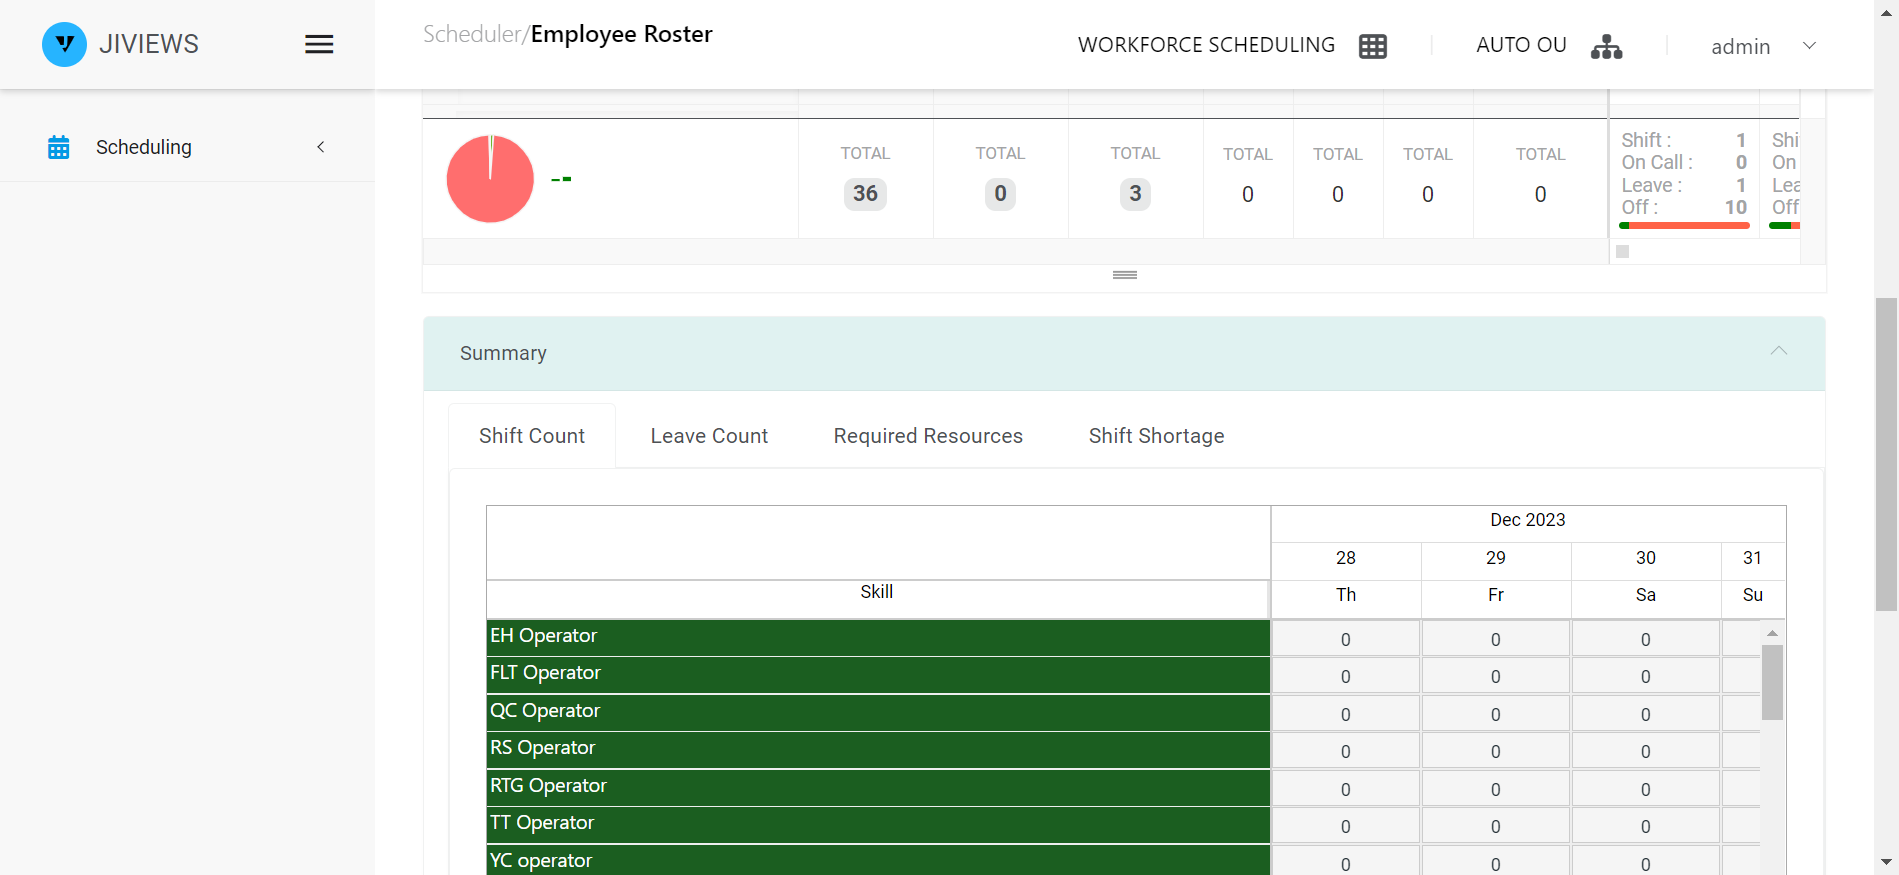 JIVIEWS
Scheduler/Employee Roster
WORKFORCE SCHEDULING
AUTO OU
admin
Scheduling
--
TOTAL TOTAL TOTAL TOTAL TOTAL TOTAL TOTAL
36 0 3 0 0 0 0
Shift : 1
On Call : 0
Leave : 1
Off : 10
Shi
On
Lea
Off
Summary
Shift Count Leave Count Required Resources Shift Shortage
Dec 2023
28 29 30 31
Skill Th Fr Sa Su
EH Operator 0 0 0
FLT Operator 0 0 0
QC Operator 0 0 0
RS Operator 0 0 0
RTG Operator 0 0 0
TT Operator 0 0 0
YC operator 0 0 0